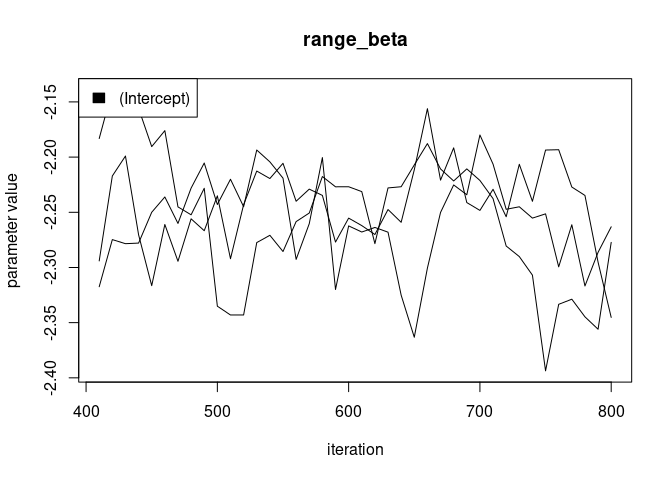 range_beta
(Intercept)
parameter value
-2.15
-2.20
-2.25
-2.30
-2.35
-2.40
400 500 600 700 800
iteration